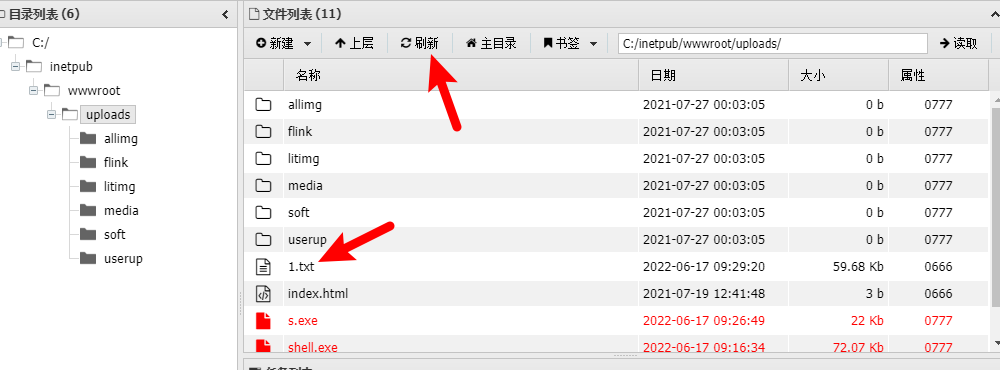 目录列表 (6)
C:/
inetpub
wwwroot
uploads
allimg
flink
litimg
media
soft
userup
文件列表 (11)
新建 上层 刷新 主目录 书签 C:/inetpub/wwwroot/uploads/ 读取
名称 日期 大小 属性
allimg 2021-07-27 00:03:05 0 b 0777
flink 2021-07-27 00:03:05 0 b 0777
litimg 2021-07-27 00:03:05 0 b 0777
media 2021-07-27 00:03:05 0 b 0777
soft 2021-07-27 00:03:05 0 b 0777
userup 2021-07-27 00:03:05 0 b 0777
1.txt 2022-06-17 09:29:20 59.68 Kb 0666
index.html 2021-07-19 12:41:48 3 b 0666
s.exe 2022-06-17 09:26:49 22 Kb 0777
shell.exe 2022-06-17 09:16:34 72.07 Kb 0777